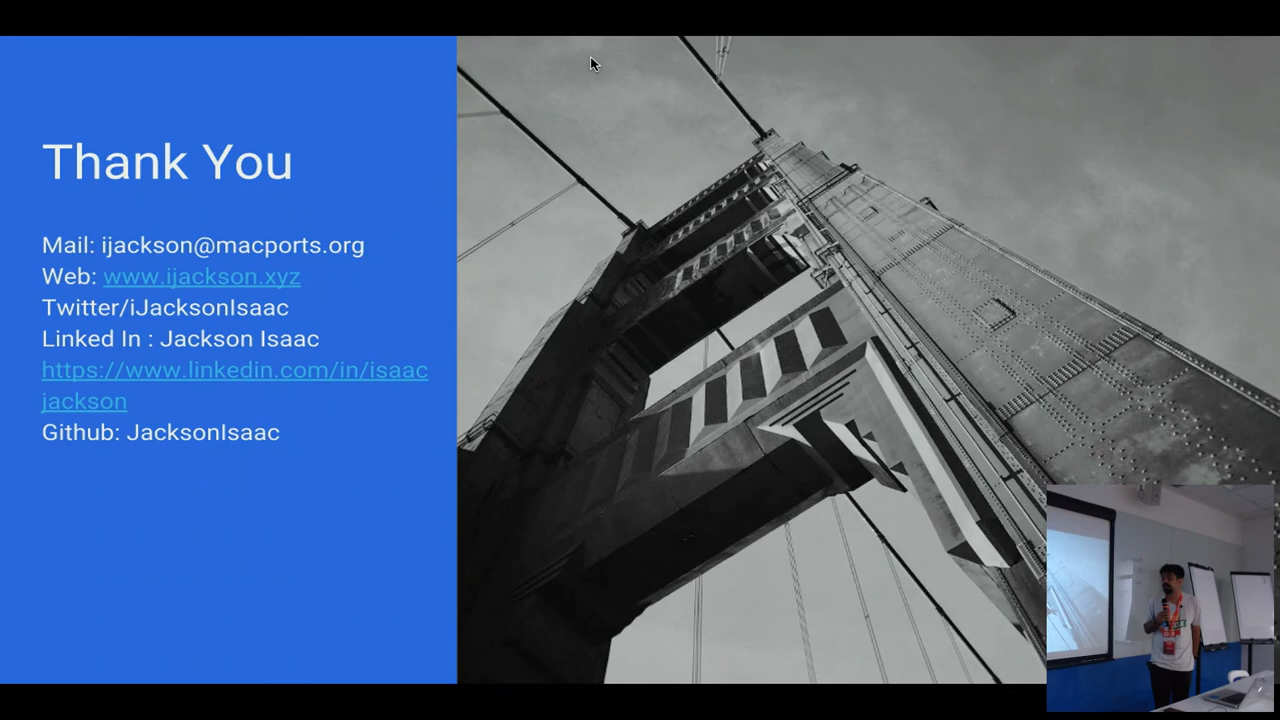 Thank You
Mail: ijackson@macports.org
Web: www.ijackson.xyz
Twitter/iJacksonIsaac
Linked In : Jackson Isaac
https://www.linkedin.com/in/isaac
jackson
Github: JacksonIsaac